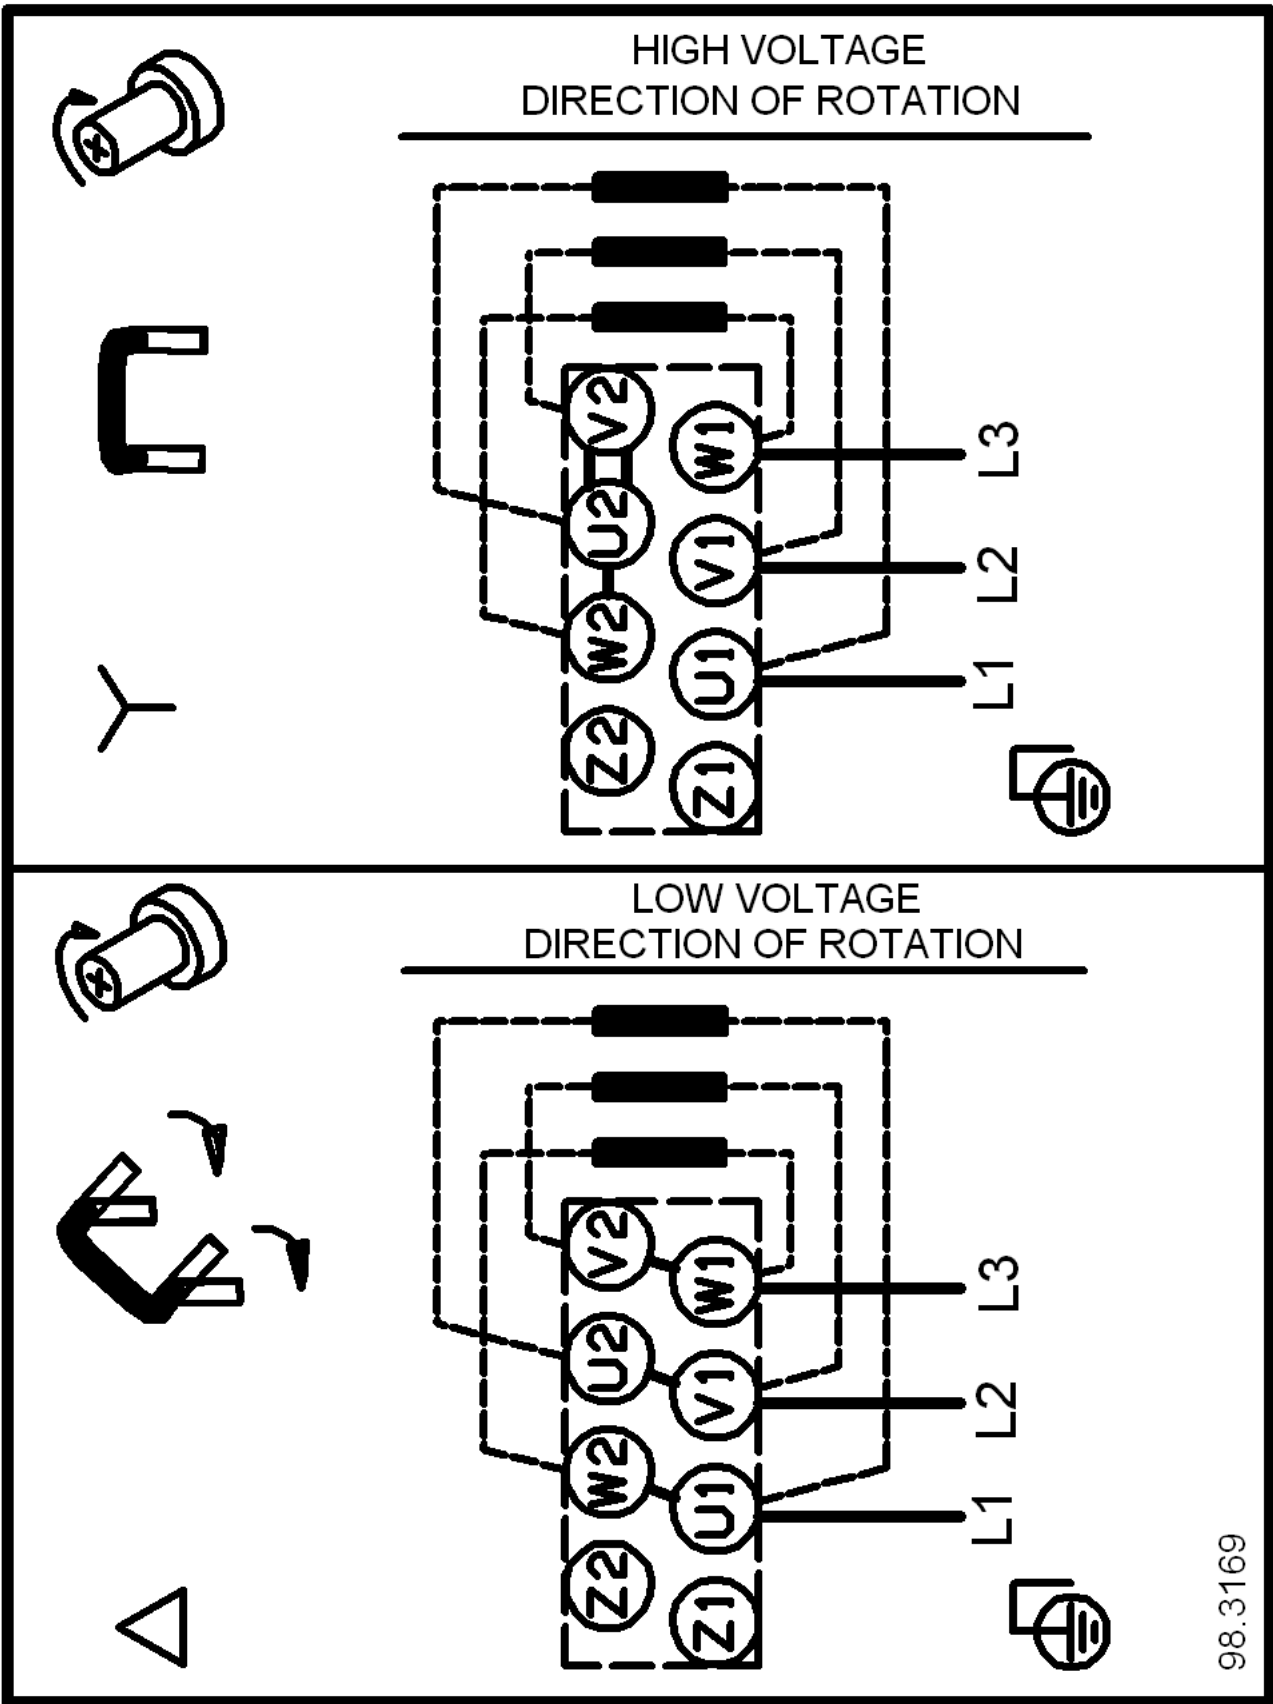 HIGH VOLTAGE
DIRECTION OF ROTATION
V2
W1
L3
U2
V1
L2
W2
U1
L1
Z2
Z1
LOW VOLTAGE
DIRECTION OF ROTATION
V2
W1
L3
U2
V1
L2
W2
U1
L1
Z2
Z1
98.3169